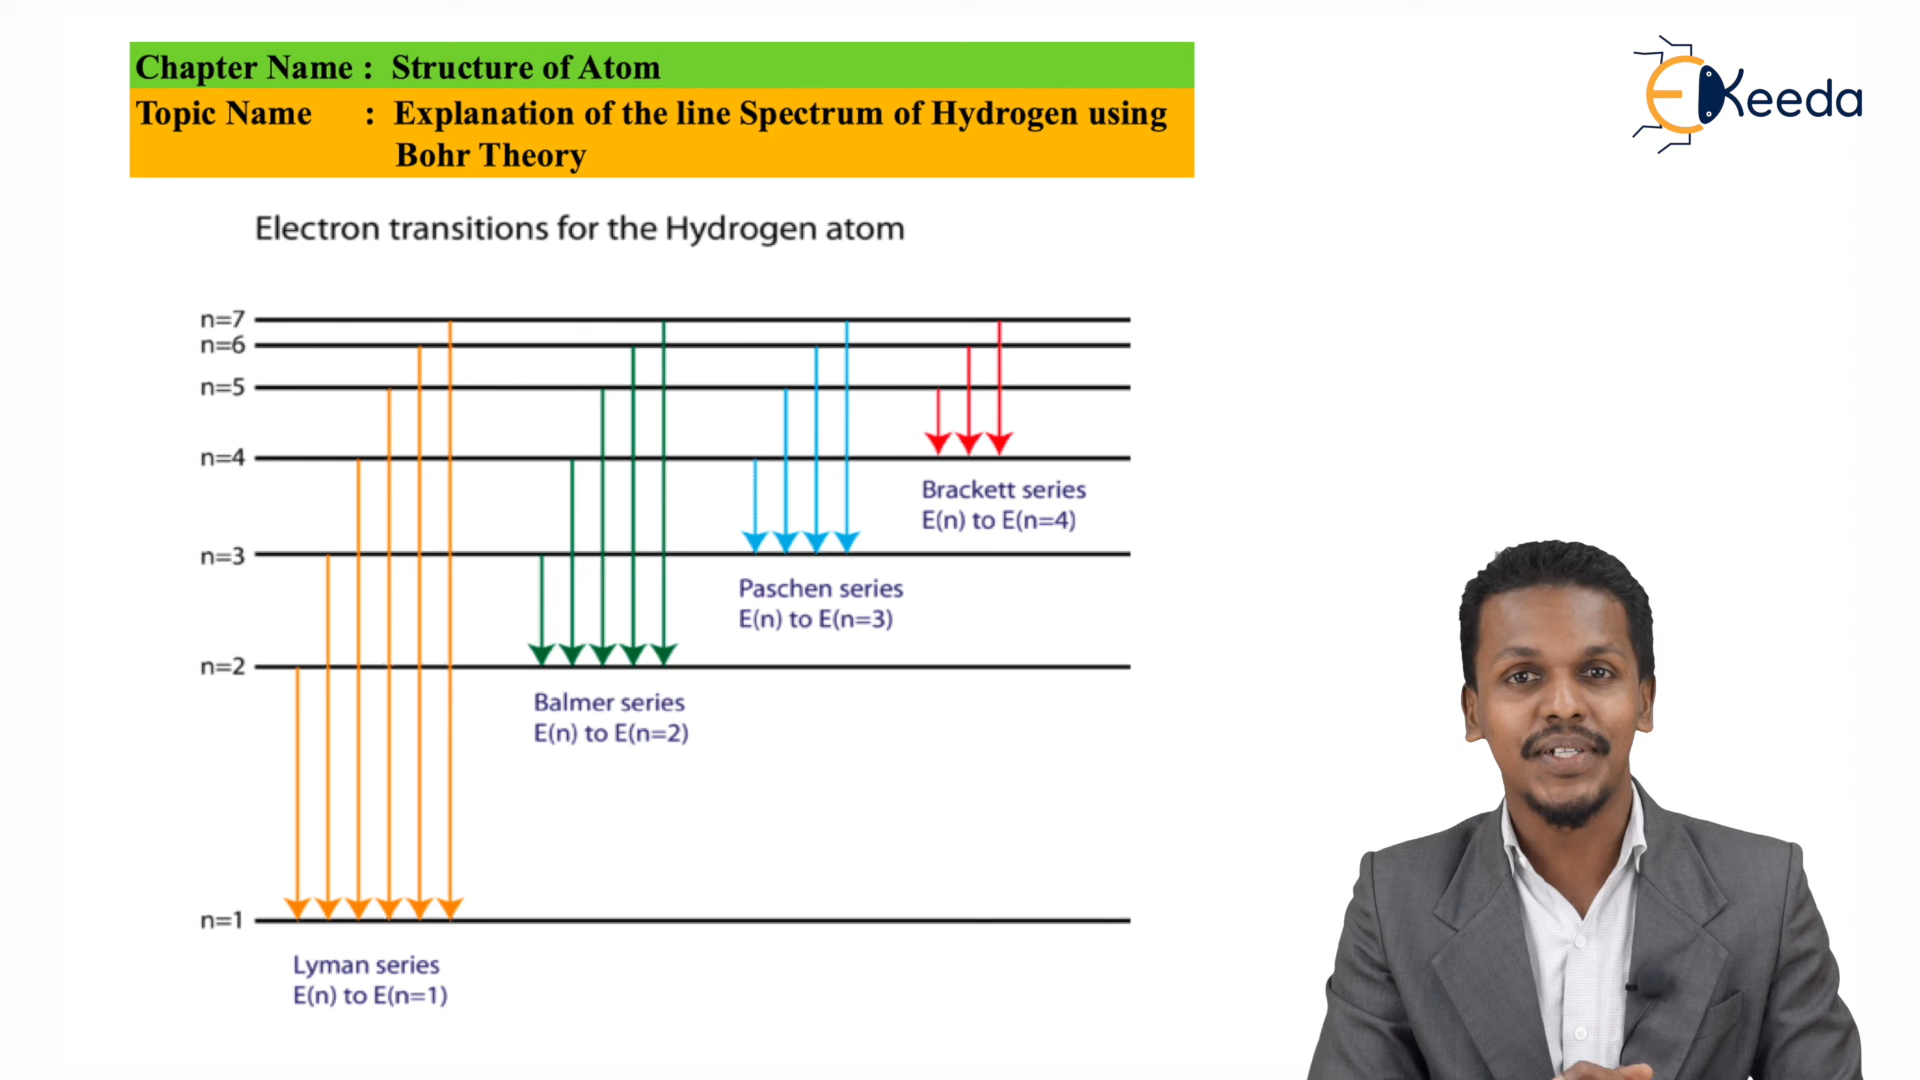 Chapter Name : Structure of Atom
Topic Name : Explanation of the line Spectrum of Hydrogen using
Bohr Theory
EKeeda
Electron transitions for the Hydrogen atom
n=7
n=6
n=5
n=4
Brackett series
E(n) to E(n=4)
n=3
Paschen series
E(n) to E(n=3)
n=2
Balmer series
E(n) to E(n=2)
n=1
Lyman series
E(n) to E(n=1)